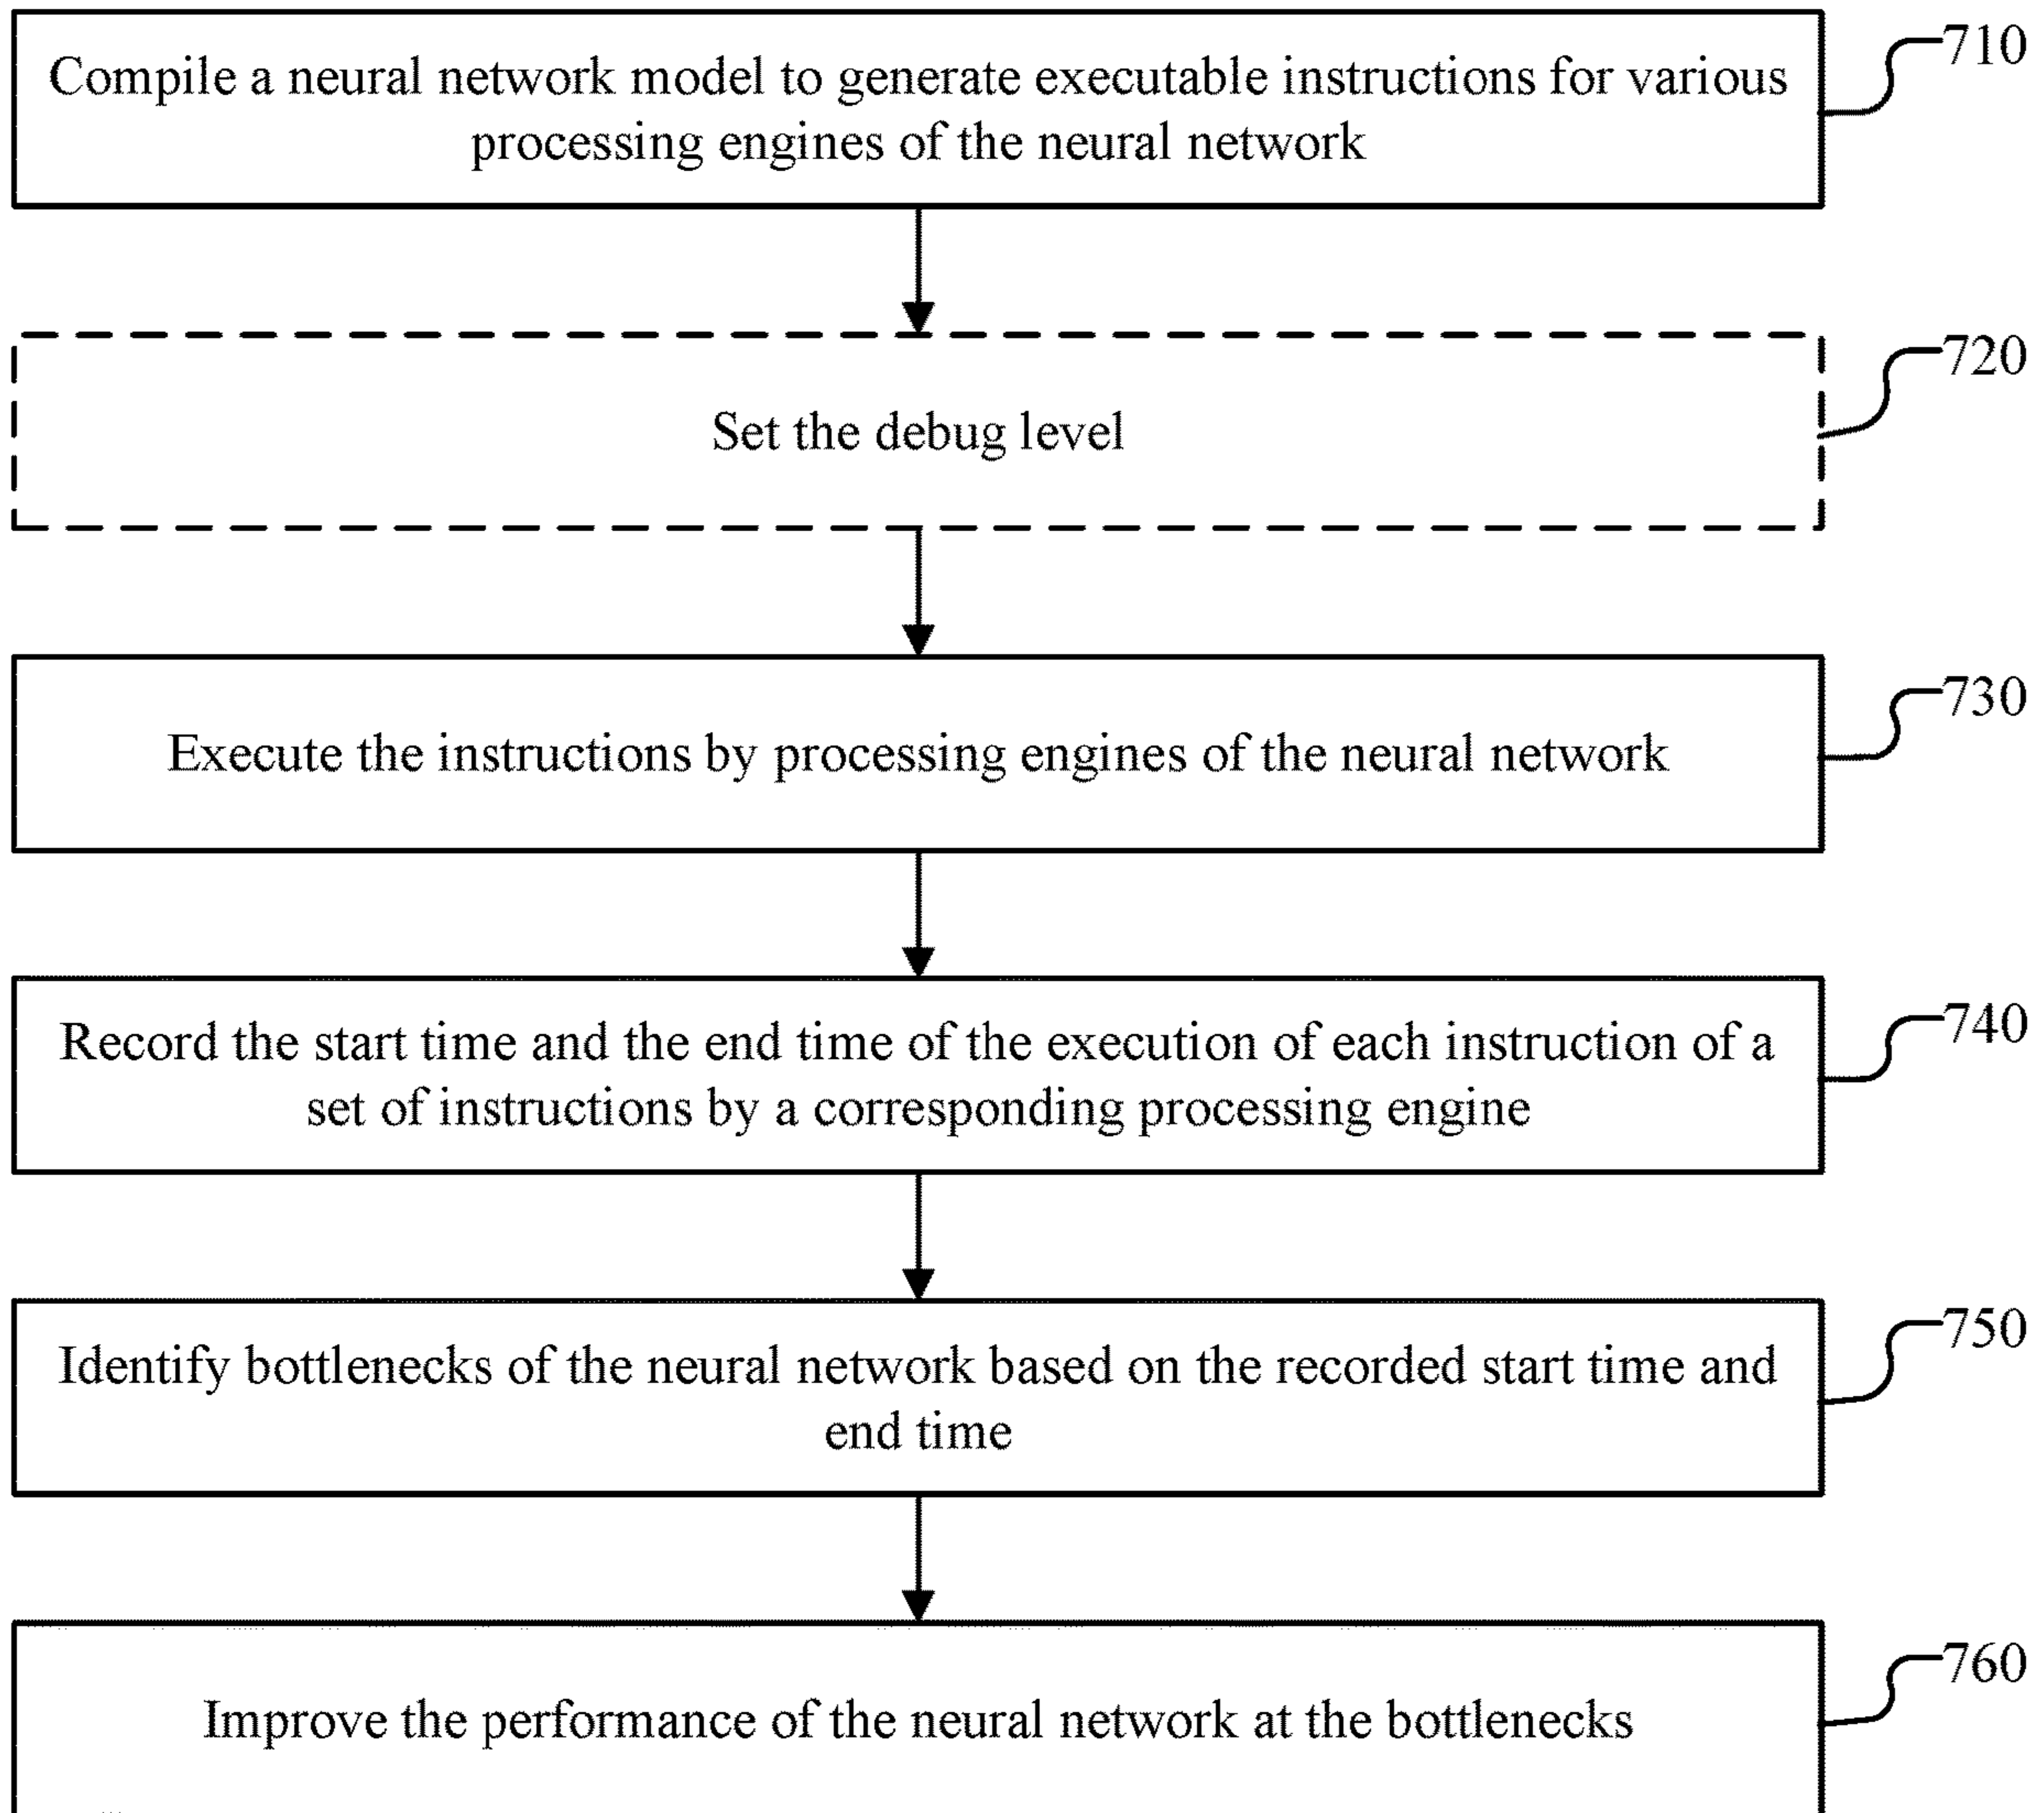 710
Compile a neural network model to generate executable instructions for various
processing engines of the neural network
720
Set the debug level
730
Execute the instructions by processing engines of the neural network
740
Record the start time and the end time of the execution of each instruction of a
set of instructions by a corresponding processing engine
750
Identify bottlenecks of the neural network based on the recorded start time and
end time
760
Improve the performance of the neural network at the bottlenecks